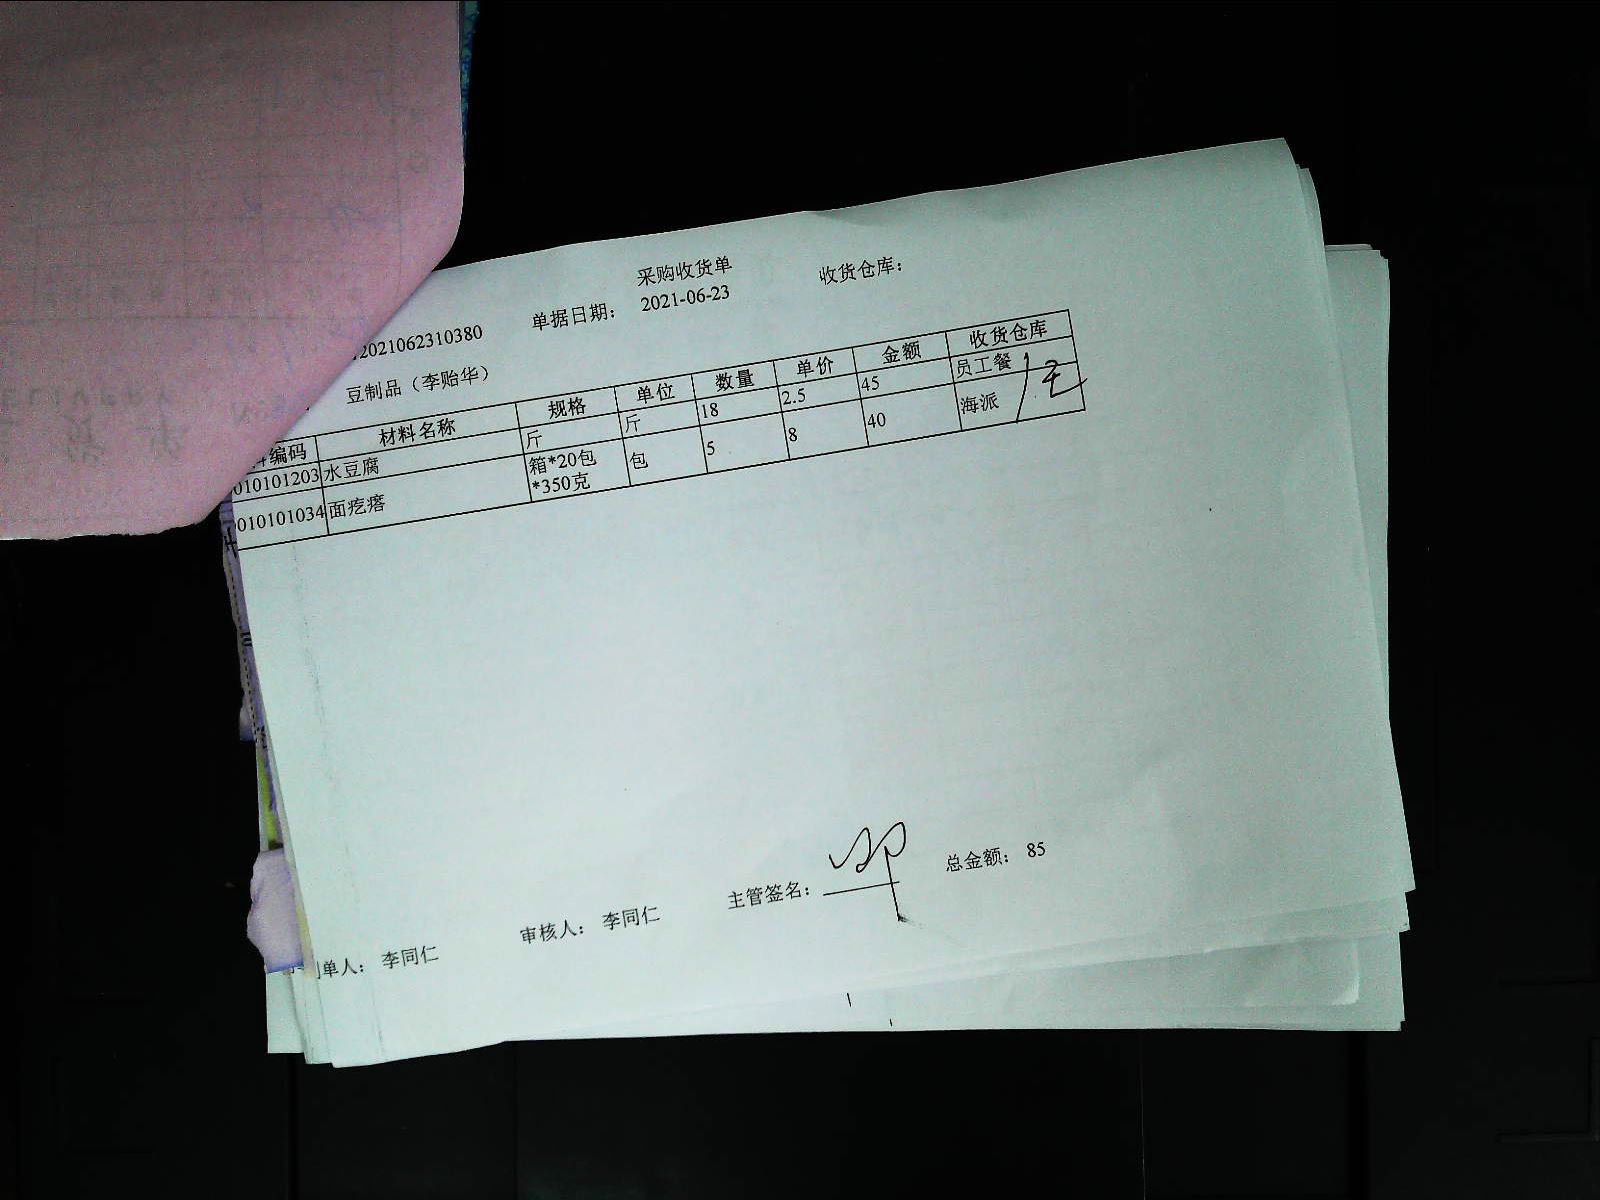 采购收货单
收货仓库：
2021062310380 单据日期： 2021-06-23
豆制品（李贻华）
编码 材料名称 规格 单位 数量 单价 金额 收货仓库
010101203 水豆腐 斤 斤 18 2.5 45 员工餐
010101034 面疙瘩 箱*20包*350克 包 5 8 40 海派
主管签名： 总金额： 85
单人： 李同仁 审核人： 李同仁